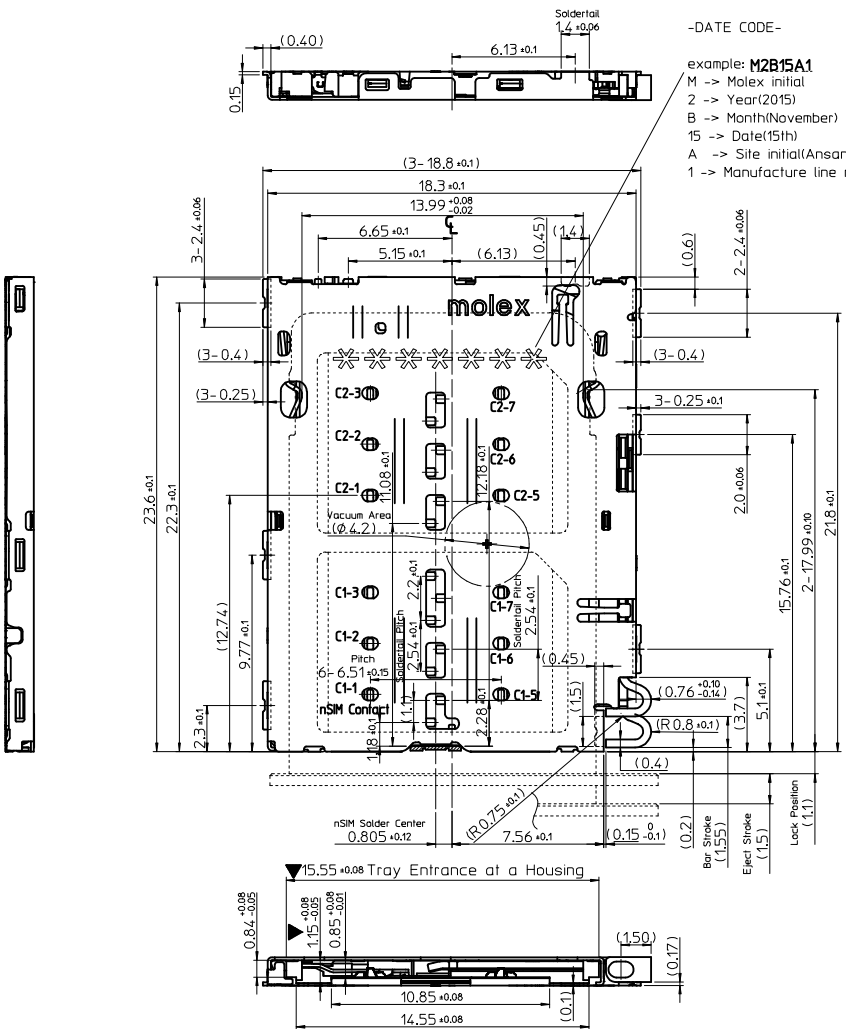 Soldertail
1.4 ±0.06
-DATE CODE-
(0.40)
6.13 ±0.1
example: M2B15A1
M -> Molex initial
2 -> Year(2015)
B -> Month(November)
15 -> Date(15th)
A -> Site initial(Ansan
1 -> Manufacture line
0.15
(3-18.8 ±0.1)
18.3 ±0.1
13.99 +0.08 -0.02
6.65 ±0.1
5.15 ±0.1
(6.13)
(0.45)
(1.4)
3-2.4 ±0.06
(0.6)
2-2.4 ±0.06
molex
(3-0.4)
(3-0.4)
(3-0.25)
3-0.25 ±0.1
C2-3
C2-7
C2-2
C2-6
C2-1
C2-5
11.08 ±0.1
12.18 ±0.1
2.0 ±0.06
Vacuum Area
(Ø4.2)
23.6 ±0.1
22.3 ±0.1
(12.74)
9.77 ±0.1
2.3 ±0.1
21.8 ±0.1
2-17.99 ±0.10
15.76 ±0.1
5.1 ±0.1
(3.7)
C1-3
C1-7
C1-2
C1-6
C1-1
C1-5
2.2 ±0.1
Soldertail Pitch
2.54 ±0.1
Soldertail Pitch
2.54 ±0.1
Pitch
6-6.51 ±0.15
nSIM Contact
(1.1)
1.18 ±0.1
2.28 ±0.1
(0.45)
(1.5)
(0.76 +0.10 -0.14)
(R0.8 ±0.1)
(0.4)
(R0.75 ±0.1)
nSIM Solder Center
0.805 ±0.12
7.56 ±0.1
(0.15 0 -0.1)
(0.2)
Bar Stroke
(1.55)
Eject Stroke
(1.5)
Lock Position
(1.1)
15.55 ±0.08 Tray Entrance at a Housing
0.84 +0.08 -0.05
1.15 +0.08 -0.05
0.85 +0.08 -0.01
(1.50)
(0.17)
(0.1)
10.85 ±0.08
14.55 ±0.08